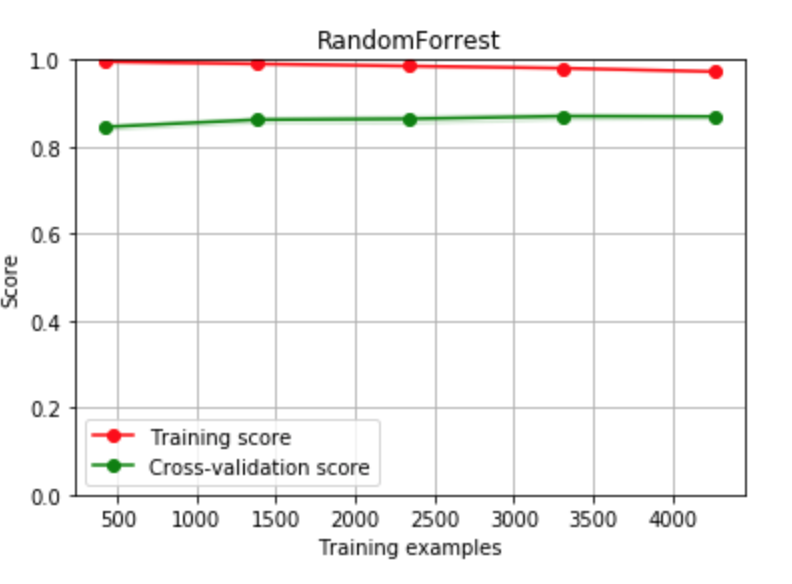 RandomForrest
1.0
0.8
0.6
0.4
0.2
0.0
Score
Training score
Cross-validation score
500 1000 1500 2000 2500 3000 3500 4000
Training examples